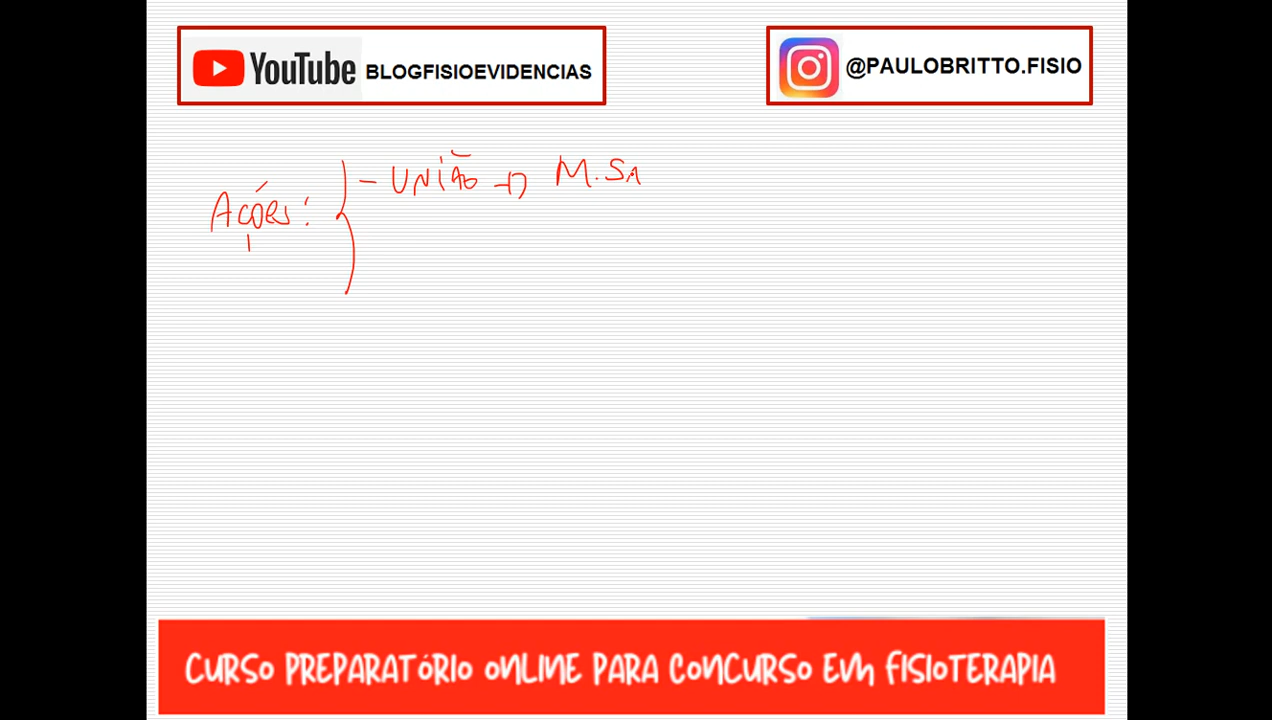 YouTube BLOGFISIOEVIDENCIAS
@PAULOBRITTO.FISIO
Ações: { - UNIÃO → M.SA
CURSO PREPARATÓRIO ONLINE PARA CONCURSO EM FISIOTERAPIA